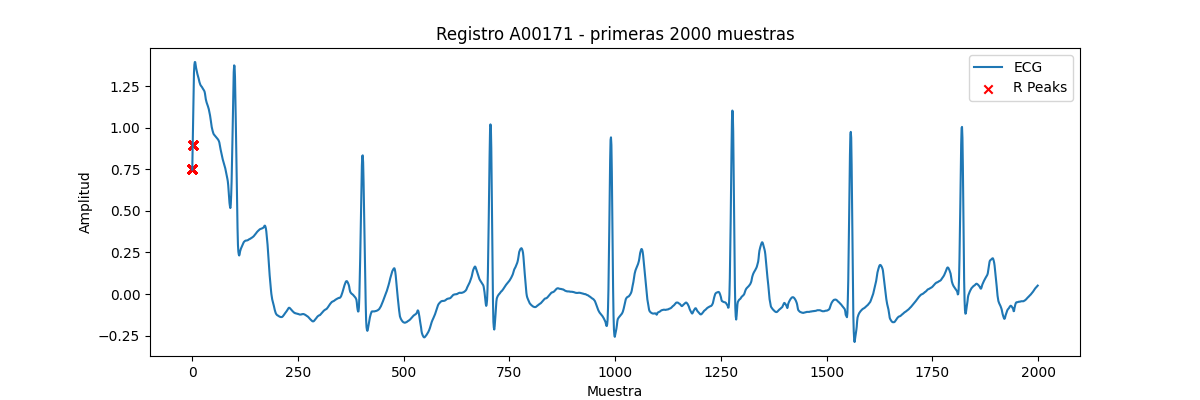 Registro A00171 - primeras 2000 muestras
ECG
R Peaks
Amplitud
1.25
1.00
0.75
0.50
0.25
0.00
−0.25
0 250 500 750 1000 1250 1500 1750 2000
Muestra